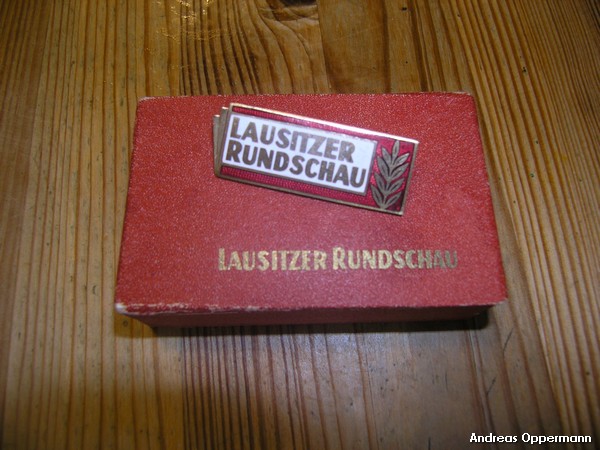 LAUSITZER
RUNDSCHAU
LAUSITZER RUNDSCHAU
Andreas Oppermann